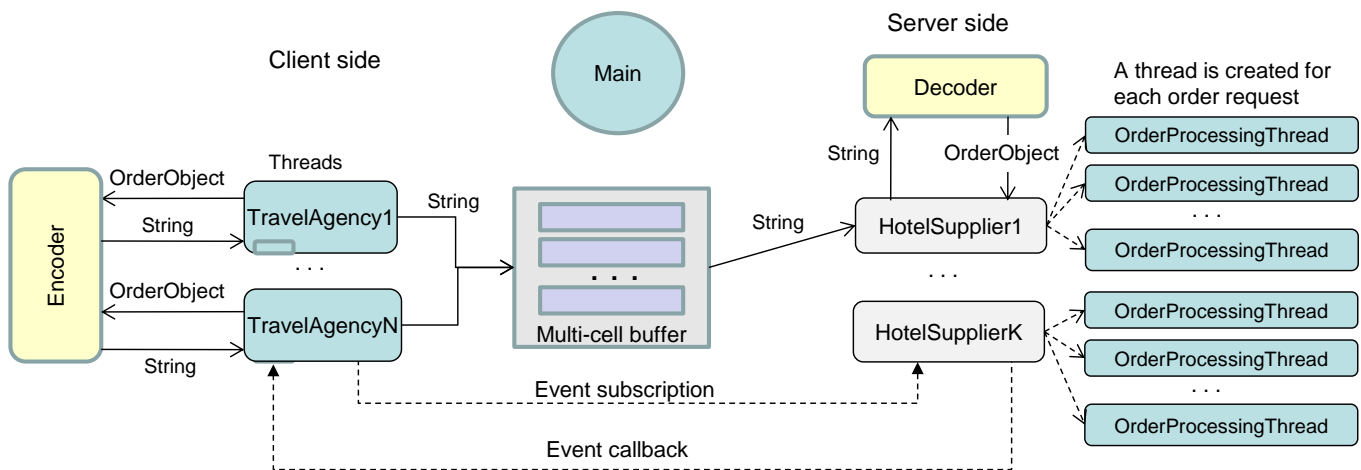 Server side
Client side
Main
Decoder
A thread is created for
each order request
OrderProcessingThread
String
OrderObject
Threads
OrderObject
TravelAgency1
String
String
OrderProcessingThread
. . .
String
HotelSupplier1
OrderProcessingThread
Encoder
. . .
. . .
. . .
OrderObject
TravelAgencyN
String
Multi-cell buffer
HotelSupplierK
OrderProcessingThread
OrderProcessingThread
. . .
OrderProcessingThread
Event subscription
Event callback